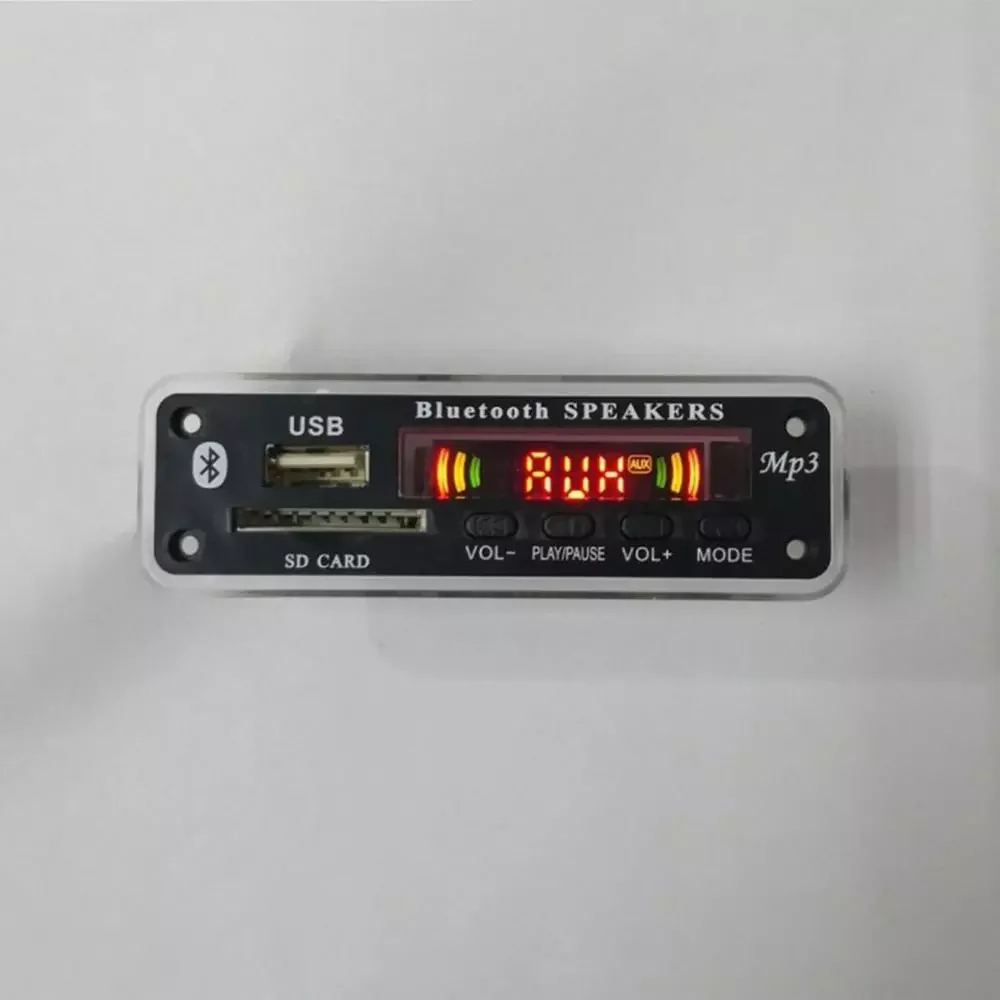 Bluetooth SPEAKERS
USB
AUX AUX
Mp3
SD CARD
VOL- PLAY/PAUSE VOL+ MODE